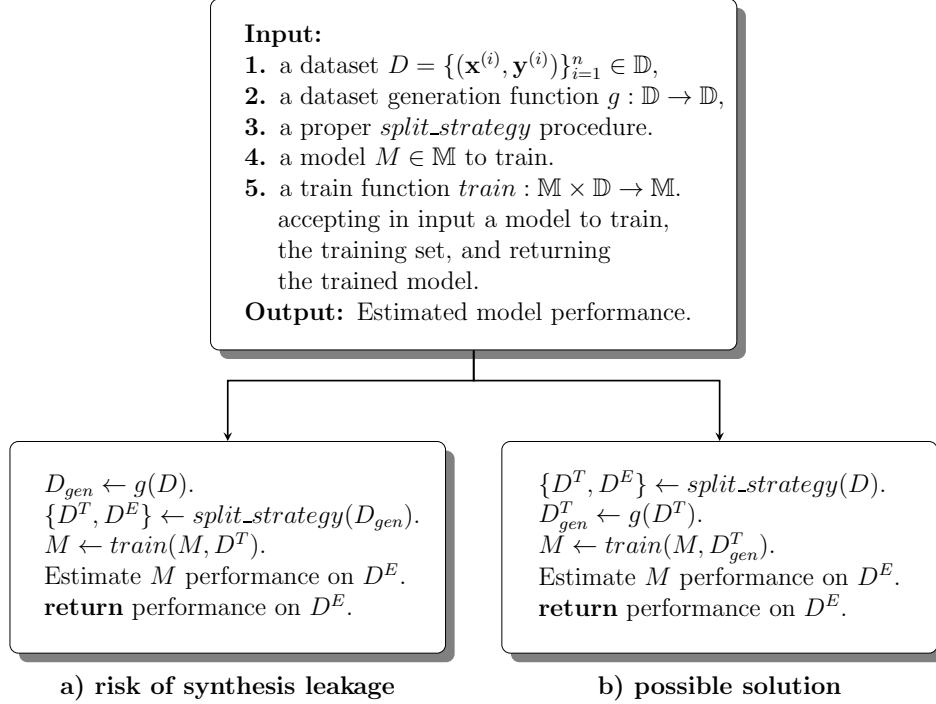 Input:
1. a dataset D = {(x^(i), y^(i))}_{i=1}^n ∈ 𝔻,
2. a dataset generation function g : 𝔻 → 𝔻,
3. a proper split_strategy procedure.
4. a model M ∈ 𝕄 to train.
5. a train function train : 𝕄 × 𝔻 → 𝕄.
accepting in input a model to train,
the training set, and returning
the trained model.
Output: Estimated model performance.
D_gen ← g(D).
{D^T, D^E} ← split_strategy(D_gen).
M ← train(M, D^T).
Estimate M performance on D^E.
return performance on D^E.
a) risk of synthesis leakage
{D^T, D^E} ← split_strategy(D).
D^T_gen ← g(D^T).
M ← train(M, D^T_gen).
Estimate M performance on D^E.
return performance on D^E.
b) possible solution